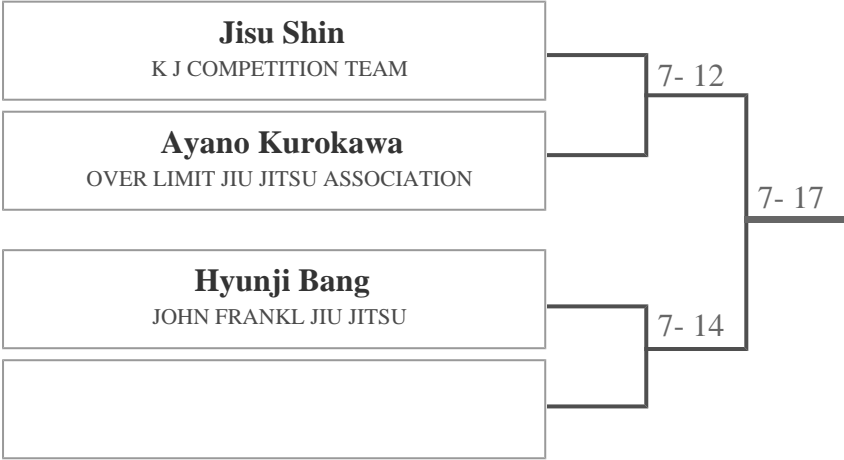 Jisu Shin
K J COMPETITION TEAM
7- 12
Ayano Kurokawa
OVER LIMIT JIU JITSU ASSOCIATION
7- 17
Hyunji Bang
JOHN FRANKL JIU JITSU
7- 14